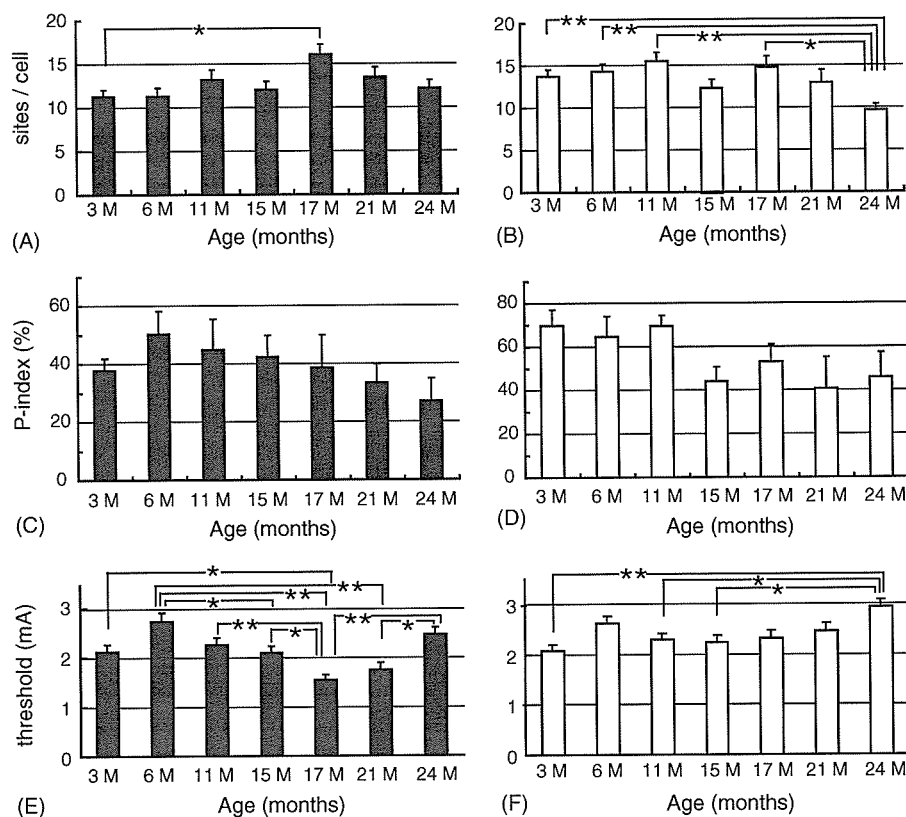 * ** ** ** *
sites / cell
20 15 10 5 0
20 15 10 5 0
3 M 6 M 11 M 15 M 17 M 21 M 24 M
3 M 6 M 11 M 15 M 17 M 21 M 24 M
(A) Age (months)
(B) Age (months)
P-index (%)
60 40 20 0
80 60 40 20 0
3 M 6 M 11 M 15 M 17 M 21 M 24 M
3 M 6 M 11 M 15 M 17 M 21 M 24 M
(C) Age (months)
(D) Age (months)
* ** ** * ** * ** *
** * *
threshold (mA)
3 2 1 0
3 2 1 0
3 M 6 M 11 M 15 M 17 M 21 M 24 M
3 M 6 M 11 M 15 M 17 M 21 M 24 M
(E) Age (months)
(F) Age (months)